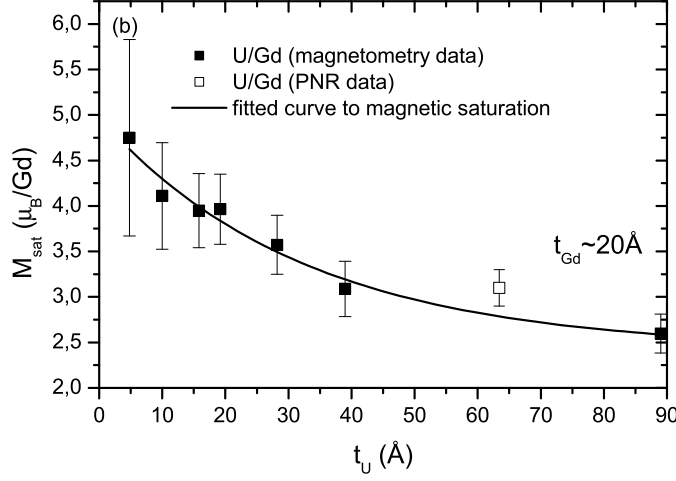 (b)
U/Gd (magnetometry data)
U/Gd (PNR data)
fitted curve to magnetic saturation
t_Gd~20Å
M_sat (μ_B/Gd)
6,0
5,5
5,0
4,5
4,0
3,5
3,0
2,5
2,0
0 10 20 30 40 50 60 70 80 90
t_U (Å)